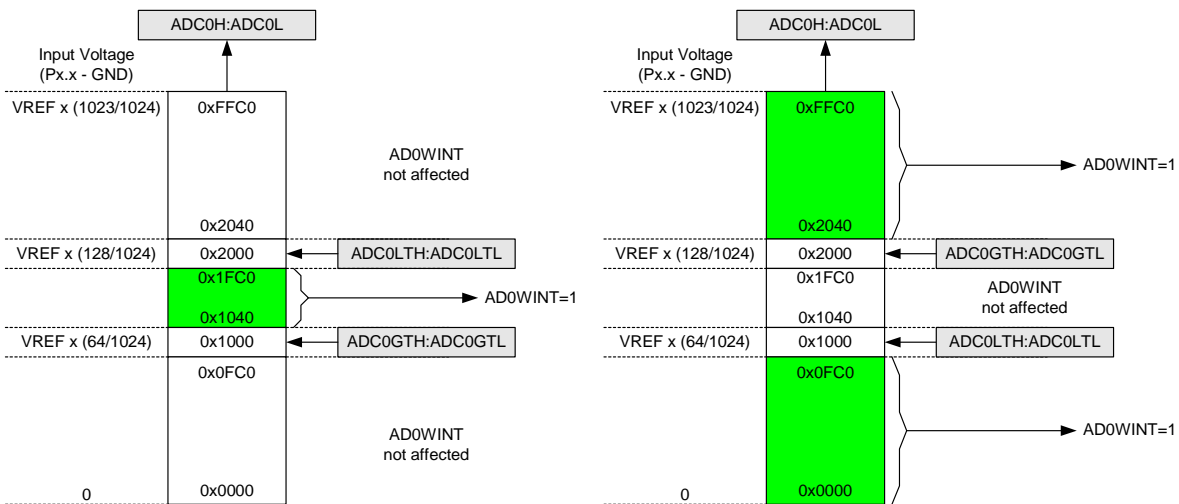 ADC0H:ADC0L
Input Voltage
(Px.x - GND)
VREF x (1023/1024)
0xFFC0
AD0WINT
not affected
0x2040
VREF x (128/1024)
0x2000
ADC0LTH:ADC0LTL
0x1FC0
AD0WINT=1
0x1040
VREF x (64/1024)
0x1000
ADC0GTH:ADC0GTL
0x0FC0
AD0WINT
not affected
0
0x0000
ADC0H:ADC0L
Input Voltage
(Px.x - GND)
VREF x (1023/1024)
0xFFC0
AD0WINT=1
0x2040
VREF x (128/1024)
0x2000
ADC0GTH:ADC0GTL
0x1FC0
AD0WINT
not affected
0x1040
VREF x (64/1024)
0x1000
ADC0LTH:ADC0LTL
0x0FC0
AD0WINT=1
0
0x0000